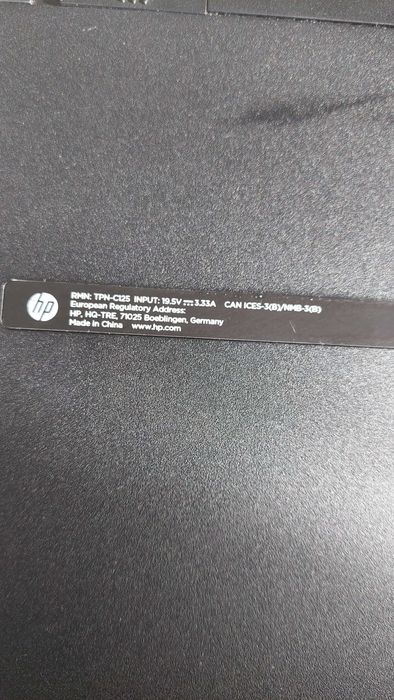 hp
RMN: TPN-C125 INPUT: 19.5V⎓3.33A CAN ICES-3(B)/NMB-3(B)
European Regulatory Address:
HP, HQ-TRE, 71025 Boeblingen, Germany
Made in China www.hp.com